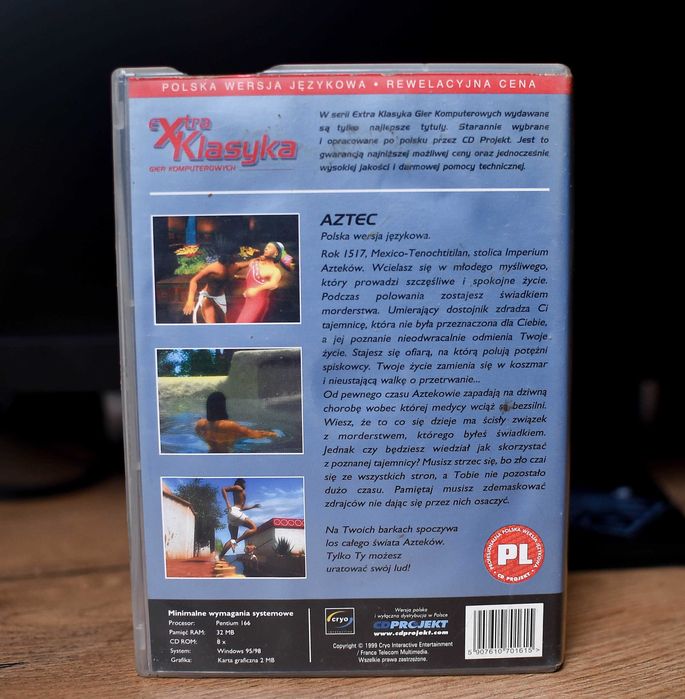 POLSKA WERSJA JĘZYKOWA • REWELACYJNA CENA
eXtra
Klasyka
GIER KOMPUTEROWYCH
W serii Extra Klasyka Gier Komputerowych wydawane
są tylko najlepsze tytuły. Starannie wybrane
i opracowane po polsku przez CD Projekt. Jest to
gwarancją najniższej możliwej ceny oraz jednocześnie
wysokiej jakości i darmowej pomocy technicznej.
AZTEC
Polska wersja językowa.
Rok 1517, Mexico-Tenochtitilan, stolica Imperium
Azteków. Wcielasz się w młodego myśliwego,
który prowadzi szczęśliwe i spokojne życie.
Podczas polowania zostajesz świadkiem
morderstwa. Umierający dostojnik zdradza Ci
tajemnicę, która nie była przeznaczona dla Ciebie,
a jej poznanie nieodwracalnie odmienia Twoje
życie. Stajesz się ofiarą, na którą polują potężni
spiskowcy. Twoje życie zamienia się w koszmar
i nieustającą walkę o przetrwanie...
Od pewnego czasu Aztekowie zapadają na dziwną
chorobę wobec której medycy wciąż są bezsilni.
Wiesz, że to co się dzieje ma ścisły związek
z morderstwem, którego byłeś świadkiem.
Jednak czy będziesz wiedział jak skorzystać
z poznanej tajemnicy? Musisz strzec się, bo zło czai
się ze wszystkich stron, a Tobie nie pozostało
dużo czasu. Pamiętaj musisz zdemaskować
zdrajców nie dając się przez nich osaczyć.
Na Twoich barkach spoczywa
los całego świata Azteków.
Tylko Ty możesz
uratować swój lud!
PROFESJONALNA POLSKA WERSJA JĘZYKOWA
PL
• CD PROJEKT •
Minimalne wymagania systemowe
Procesor: Pentium 166
Pamięć RAM: 32 MB
CD ROM: 8 x
System: Windows 95/98
Grafika: Karta graficzna 2 MB
cryo
Wersja polska
i wyłączna dystrybucja w Polsce
CD PROJEKT
www.cdprojekt.com
Copyright © 1999 Cryo Interactive Entertainment
/ France Telecom Multimedia.
Wszelkie prawa zastrzeżone.
5 907610 701615 >